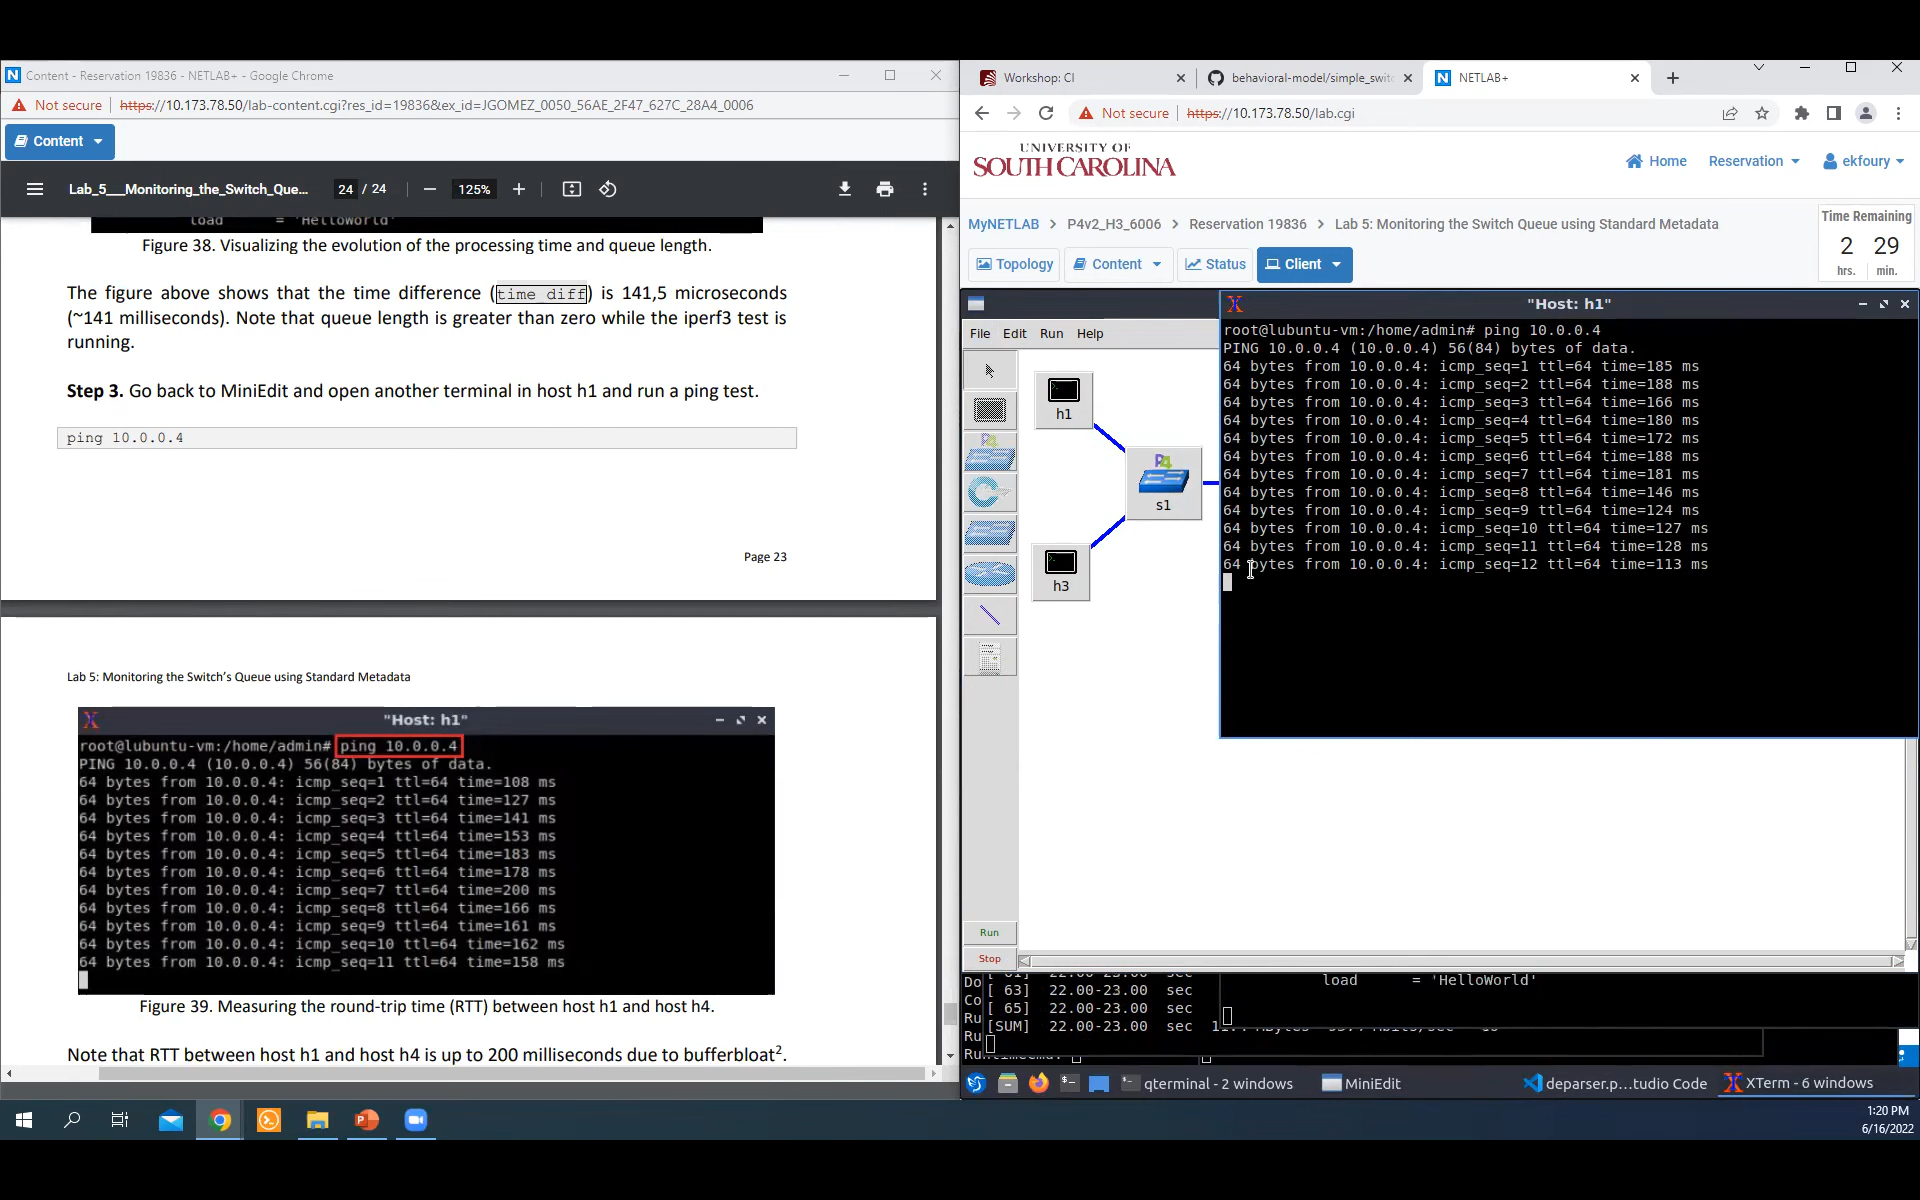 Content - Reservation 19836 - NETLAB+ - Google Chrome
Not secure https://10.173.78.50/lab-content.cgi?res_id=19836&ex_id=JGOMEZ_0050_56AE_2F47_627C_28A4_0006
Content
Lab_5__Monitoring_the_Switch_Que... 24 / 24 125%
load = 'HelloWorld'
Figure 38. Visualizing the evolution of the processing time and queue length.
The figure above shows that the time difference (time_diff) is 141,5 microseconds
(~141 milliseconds). Note that queue length is greater than zero while the iperf3 test is
running.
Step 3. Go back to MiniEdit and open another terminal in host h1 and run a ping test.
ping 10.0.0.4
Page 23
Lab 5: Monitoring the Switch's Queue using Standard Metadata
"Host: h1"
root@lubuntu-vm:/home/admin# ping 10.0.0.4
PING 10.0.0.4 (10.0.0.4) 56(84) bytes of data.
64 bytes from 10.0.0.4: icmp_seq=1 ttl=64 time=108 ms
64 bytes from 10.0.0.4: icmp_seq=2 ttl=64 time=127 ms
64 bytes from 10.0.0.4: icmp_seq=3 ttl=64 time=141 ms
64 bytes from 10.0.0.4: icmp_seq=4 ttl=64 time=153 ms
64 bytes from 10.0.0.4: icmp_seq=5 ttl=64 time=183 ms
64 bytes from 10.0.0.4: icmp_seq=6 ttl=64 time=178 ms
64 bytes from 10.0.0.4: icmp_seq=7 ttl=64 time=200 ms
64 bytes from 10.0.0.4: icmp_seq=8 ttl=64 time=166 ms
64 bytes from 10.0.0.4: icmp_seq=9 ttl=64 time=161 ms
64 bytes from 10.0.0.4: icmp_seq=10 ttl=64 time=162 ms
64 bytes from 10.0.0.4: icmp_seq=11 ttl=64 time=158 ms
Figure 39. Measuring the round-trip time (RTT) between host h1 and host h4.
Note that RTT between host h1 and host h4 is up to 200 milliseconds due to bufferbloat2.
Workshop: CI
behavioral-model/simple_switc
NETLAB+
Not secure https://10.173.78.50/lab.cgi
UNIVERSITY OF
SOUTH CAROLINA
Home Reservation ekfoury
MyNETLAB > P4v2_H3_6006 > Reservation 19836 > Lab 5: Monitoring the Switch Queue using Standard Metadata
Time Remaining
2 29
hrs. min.
Topology Content Status Client
File Edit Run Help
h1
P4
s1
h3
P4
Run
Stop
"Host: h1"
root@lubuntu-vm:/home/admin# ping 10.0.0.4
PING 10.0.0.4 (10.0.0.4) 56(84) bytes of data.
64 bytes from 10.0.0.4: icmp_seq=1 ttl=64 time=185 ms
64 bytes from 10.0.0.4: icmp_seq=2 ttl=64 time=188 ms
64 bytes from 10.0.0.4: icmp_seq=3 ttl=64 time=166 ms
64 bytes from 10.0.0.4: icmp_seq=4 ttl=64 time=180 ms
64 bytes from 10.0.0.4: icmp_seq=5 ttl=64 time=172 ms
64 bytes from 10.0.0.4: icmp_seq=6 ttl=64 time=188 ms
64 bytes from 10.0.0.4: icmp_seq=7 ttl=64 time=181 ms
64 bytes from 10.0.0.4: icmp_seq=8 ttl=64 time=146 ms
64 bytes from 10.0.0.4: icmp_seq=9 ttl=64 time=124 ms
64 bytes from 10.0.0.4: icmp_seq=10 ttl=64 time=127 ms
64 bytes from 10.0.0.4: icmp_seq=11 ttl=64 time=128 ms
64 bytes from 10.0.0.4: icmp_seq=12 ttl=64 time=113 ms
Do
[ 63] 22.00-23.00 sec
Co
[ 65] 22.00-23.00 sec
Ru
[SUM] 22.00-23.00 sec
Ru
load = 'HelloWorld'
qterminal - 2 windows
MiniEdit
deparser.p...tudio Code
XTerm - 6 windows
1:20 PM
6/16/2022